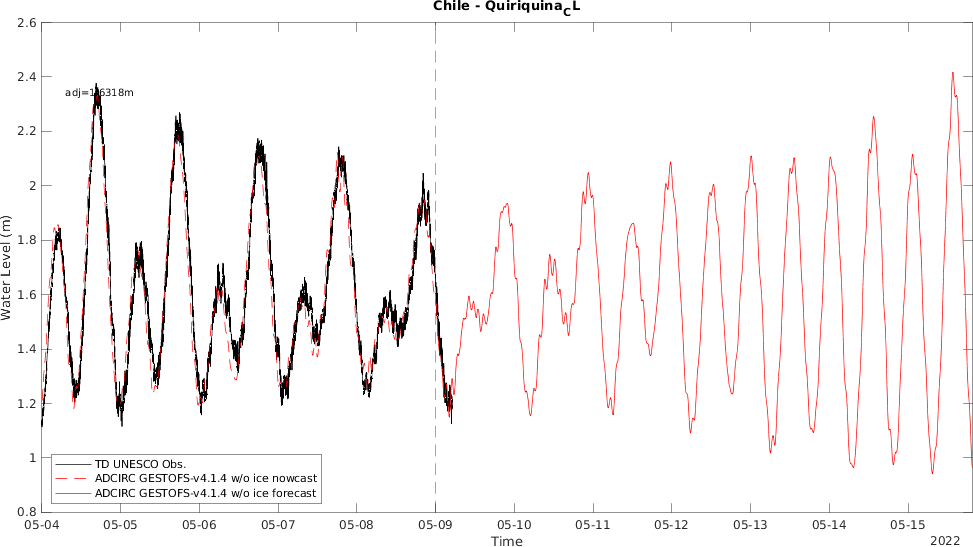 Chile - Quiriquina_CL
2.6
2.4
2.2
2
1.8
1.6
1.4
1.2
1
0.8
Water Level (m)
adj=1.6318m
TD UNESCO Obs.
ADCIRC GESTOFS-v4.1.4 w/o ice nowcast
ADCIRC GESTOFS-v4.1.4 w/o ice forecast
05-04 05-05 05-06 05-07 05-08 05-09 05-10 05-11 05-12 05-13 05-14 05-15
Time
2022